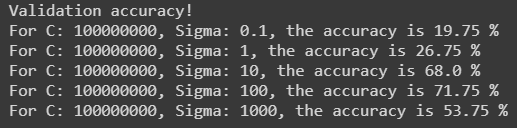 Validation accuracy!
For C: 100000000, Sigma: 0.1, the accuracy is 19.75 %
For C: 100000000, Sigma: 1, the accuracy is 26.75 %
For C: 100000000, Sigma: 10, the accuracy is 68.0 %
For C: 100000000, Sigma: 100, the accuracy is 71.75 %
For C: 100000000, Sigma: 1000, the accuracy is 53.75 %